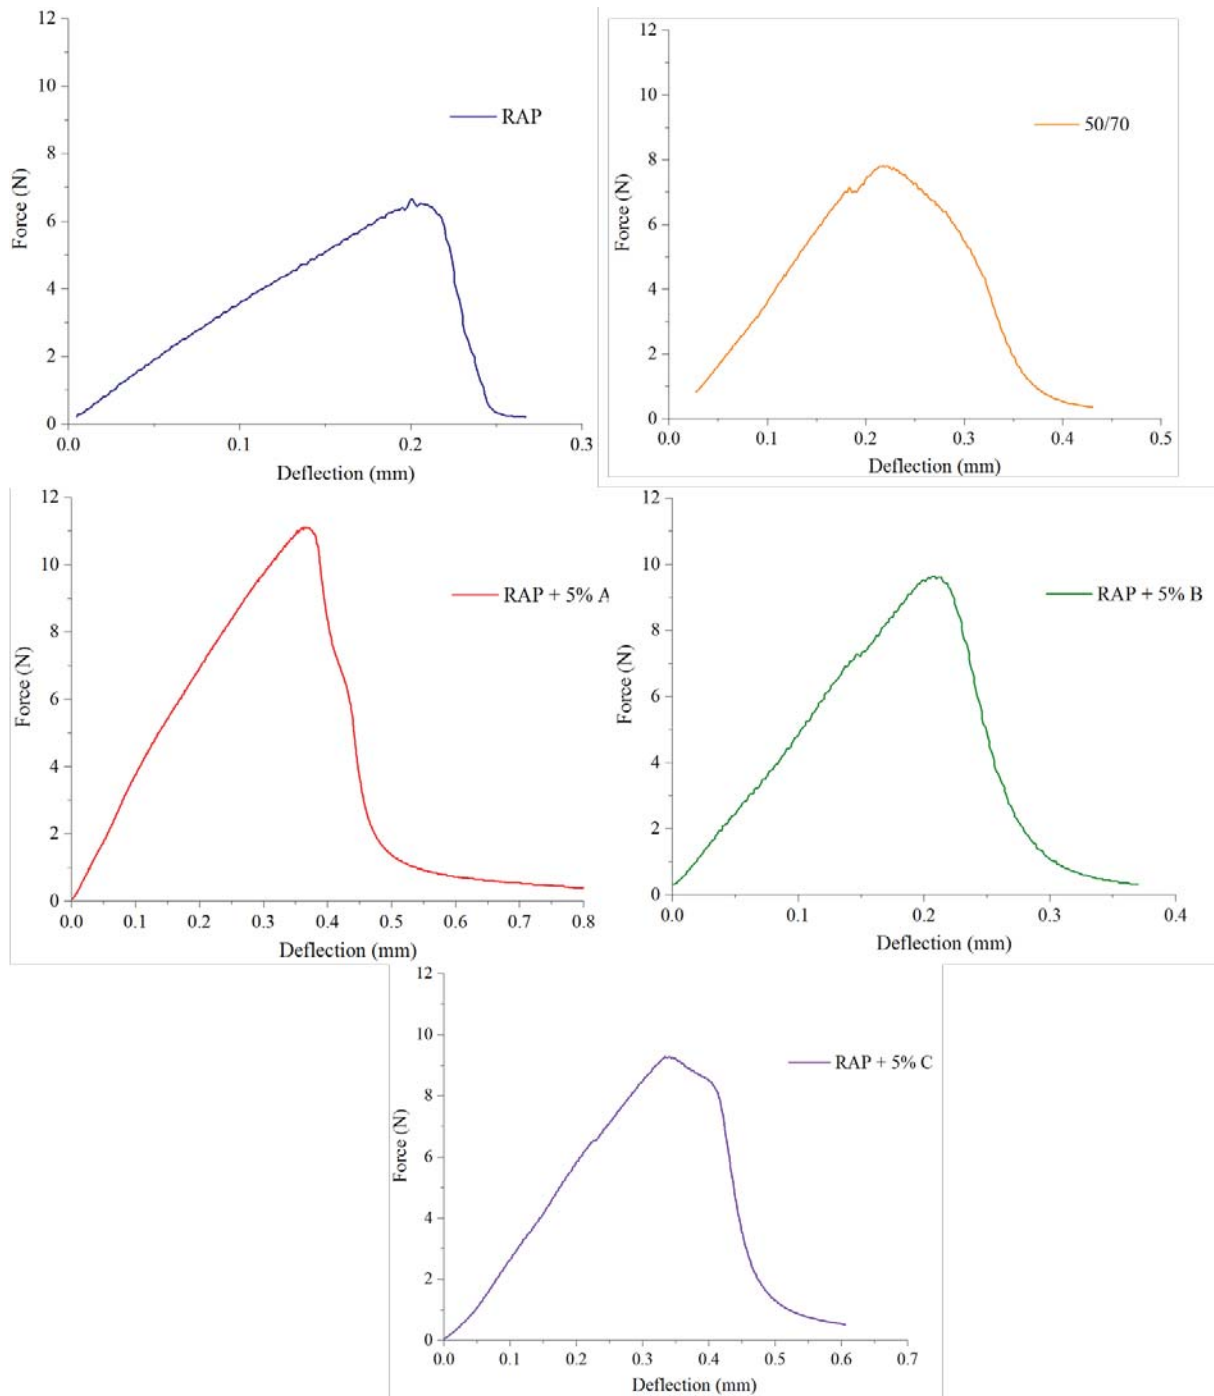 12
10
8
6
4
2
0
Force (N)
RAP
0.0 0.1 0.2 0.3
Deflection (mm)
12
10
8
6
4
2
0
Force (N)
50/70
0.0 0.1 0.2 0.3 0.4 0.5
Deflection (mm)
12
10
8
6
4
2
0
Force (N)
RAP + 5% A
0.0 0.1 0.2 0.3 0.4 0.5 0.6 0.7 0.8
Deflection (mm)
12
10
8
6
4
2
0
Force (N)
RAP + 5% B
0.0 0.1 0.2 0.3 0.4
Deflection (mm)
12
10
8
6
4
2
0
Force (N)
RAP + 5% C
0.0 0.1 0.2 0.3 0.4 0.5 0.6 0.7
Deflection (mm)